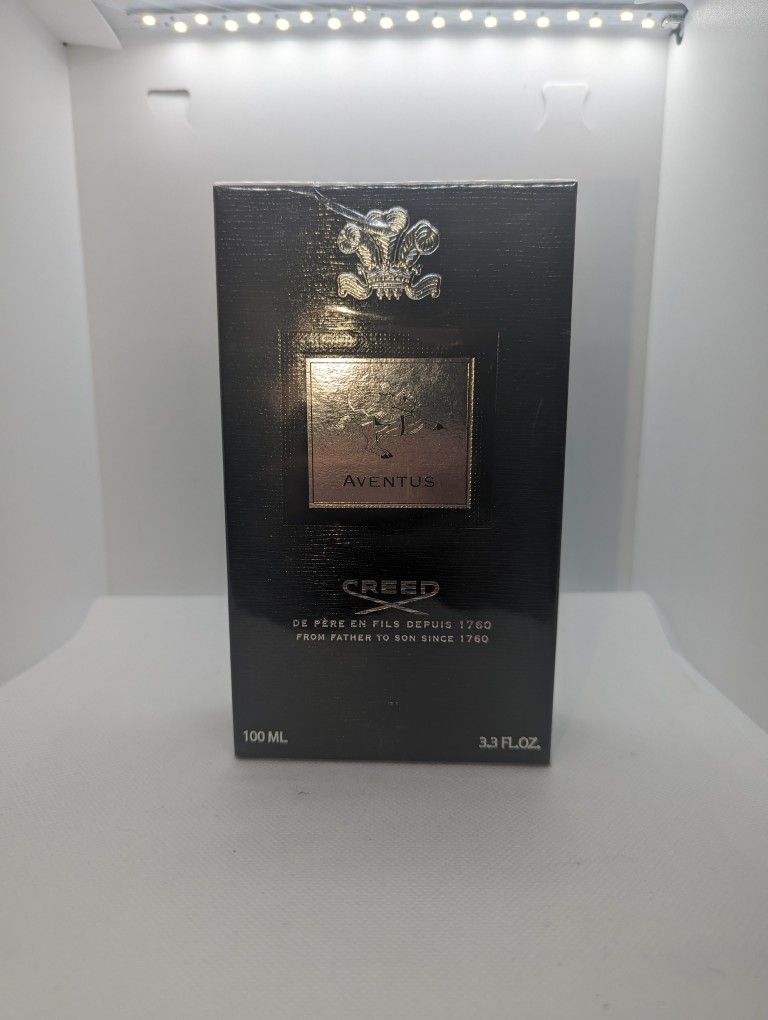 AVENTUS
CREED
DE PÈRE EN FILS DEPUIS 1760
FROM FATHER TO SON SINCE 1760
100 ML
3.3 FL.OZ.